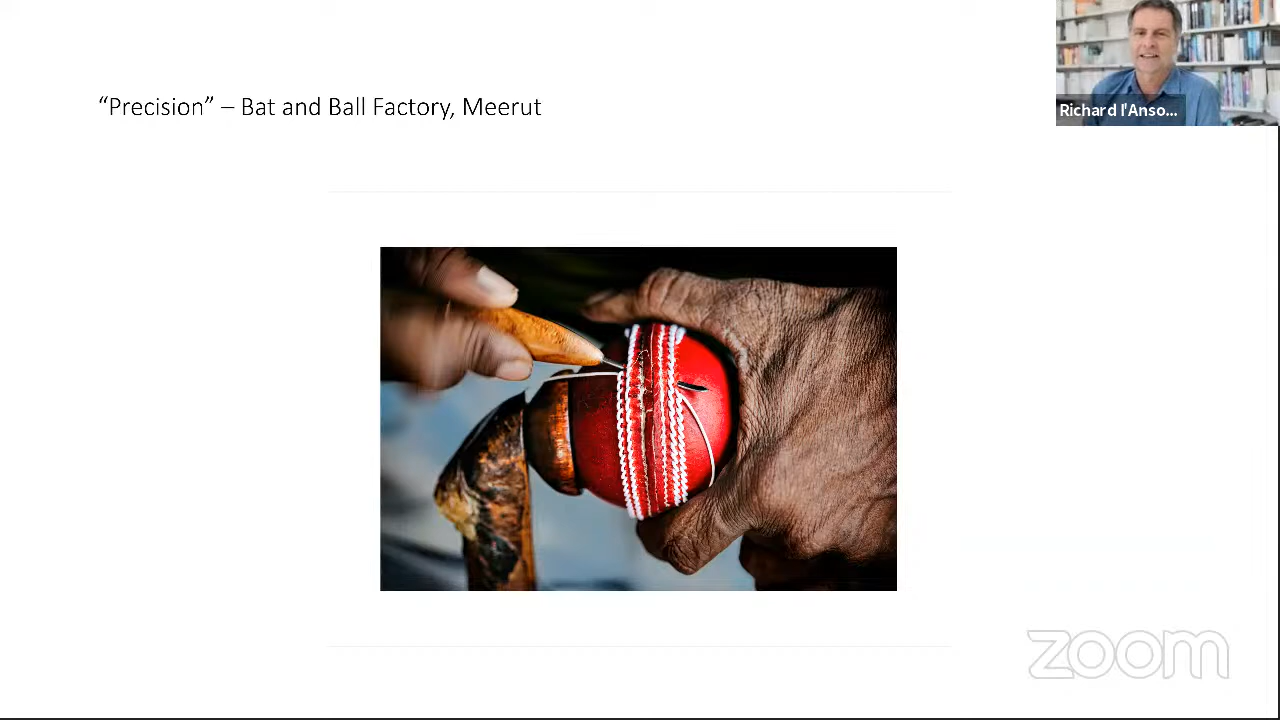 “Precision” – Bat and Ball Factory, Meerut
Richard I'Anso...
zoom